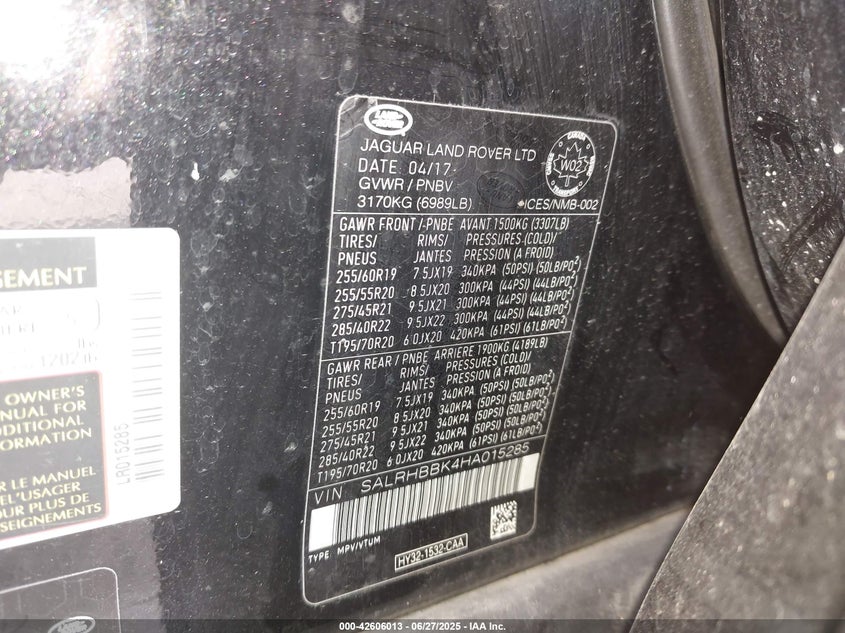 LAND ROVER
JAGUAR LAND ROVER LTD
DATE 04/17
GVWR / PNBV
3170KG (6989LB)
CANADA
W02
*ICES/NMB-002
GAWR FRONT /-PNBE AVANT 1500KG (3307LB)
TIRES/ RIMS/ PRESSURES (COLD)/
PNEUS JANTES PRESSION (A FROID)
255/60R19 7 5JX19 340KPA (50PSI) (50LB/PO²)
255/55R20 8 5JX20 300KPA (44PSI) (44LB/PO²)
275/45R21 9 5JX21 300KPA (44PSI) (44LB/PO²)
285/40R22 9 5JX22 300KPA (44PSI) (44LB/PO²)
T195/70R20 6 0JX20 420KPA (61PSI) (61LB/PO²)
GAWR REAR / PNBE ARRIERE 1900KG (4189LB)
TIRES/ RIMS/ PRESSURES (COLD)/
PNEUS JANTES PRESSION (A FROID)
255/60R19 7 5JX19 340KPA (50PSI) (50LB/PO²)
255/55R20 8 5JX20 340KPA (50PSI) (50LB/PO²)
275/45R21 9 5JX21 340KPA (50PSI) (50LB/PO²)
285/40R22 9 5JX22 340KPA (50PSI) (50LB/PO²)
T195/70R20 6 0JX20 420KPA (61PSI) (61LB/PO²)
VIN SALRHBBK4HA015285
TYPE MPV/VTUM
HY32-1532-CAA
GEMENT
OWNER'S
MANUAL FOR
ADDITIONAL
INFORMATION
LE MANUEL
L'USAGER
POUR PLUS DE
SEIGNEMENTS
LR015285
000-42606013 - 06/27/2025 - IAA Inc.